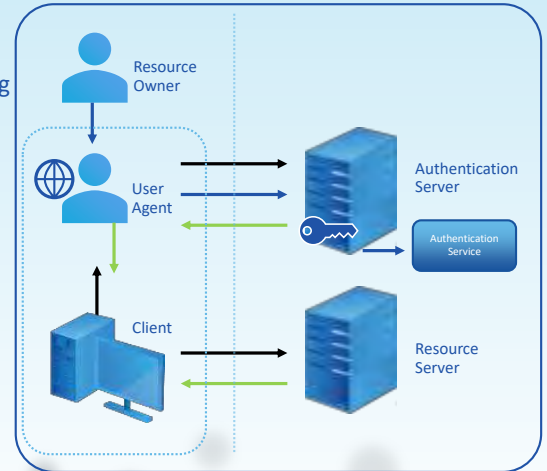 Resource
Owner
g
User
Agent
Authentication
Server
Authentication
Service
Client
Resource
Server